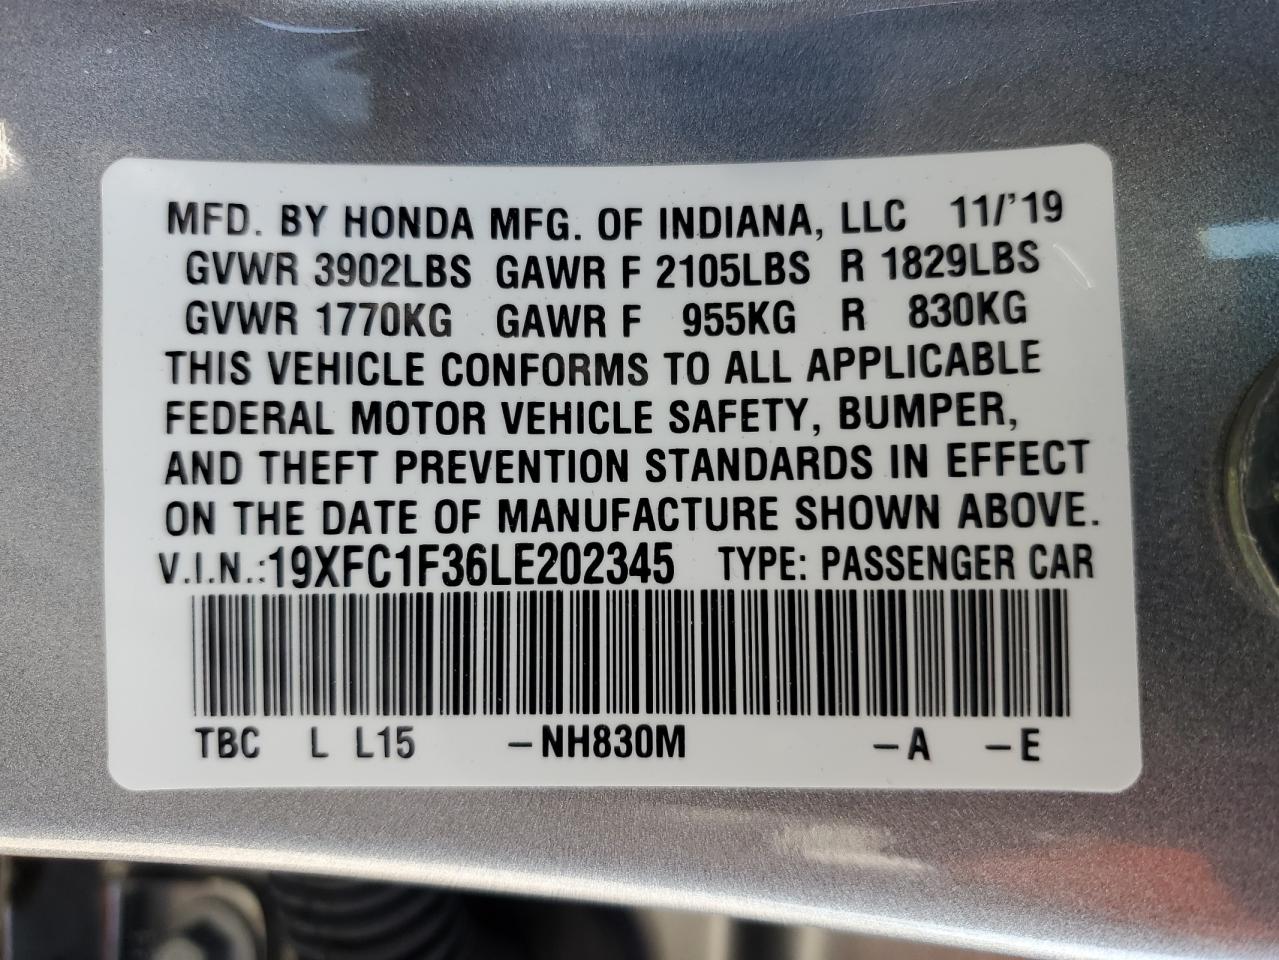 MFD. BY HONDA MFG. OF INDIANA, LLC 11/'19
GVWR 3902LBS GAWR F 2105LBS R 1829LBS
GVWR 1770KG GAWR F 955KG R 830KG
THIS VEHICLE CONFORMS TO ALL APPLICABLE
FEDERAL MOTOR VEHICLE SAFETY, BUMPER,
AND THEFT PREVENTION STANDARDS IN EFFECT
ON THE DATE OF MANUFACTURE SHOWN ABOVE.
V.I.N.:19XFC1F36LE202345 TYPE: PASSENGER CAR
TBC L L15 –NH830M –A –E